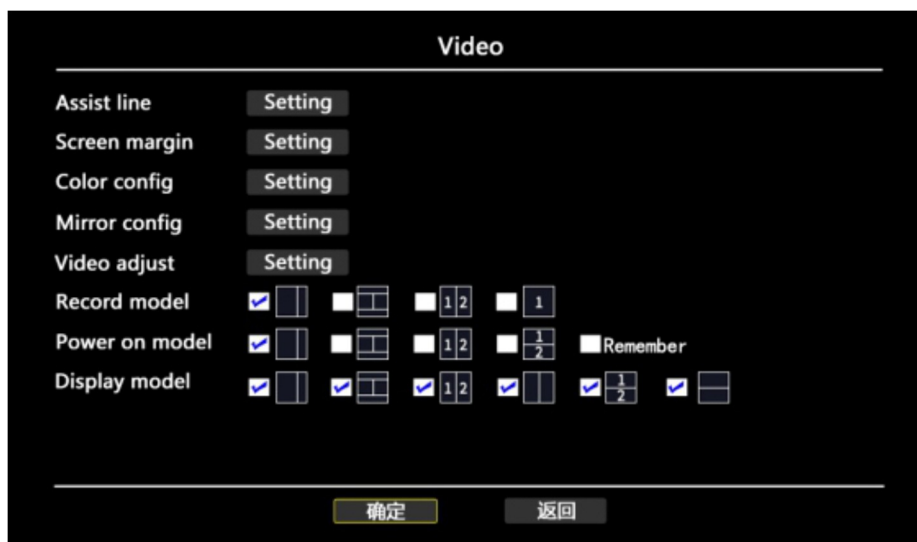 Video
Assist line Setting
Screen margin Setting
Color config Setting
Mirror config Setting
Video adjust Setting
Record model 1 2 1
Power on model 1 2 1 2 Remember
Display model 1 2 1 2
确定 返回